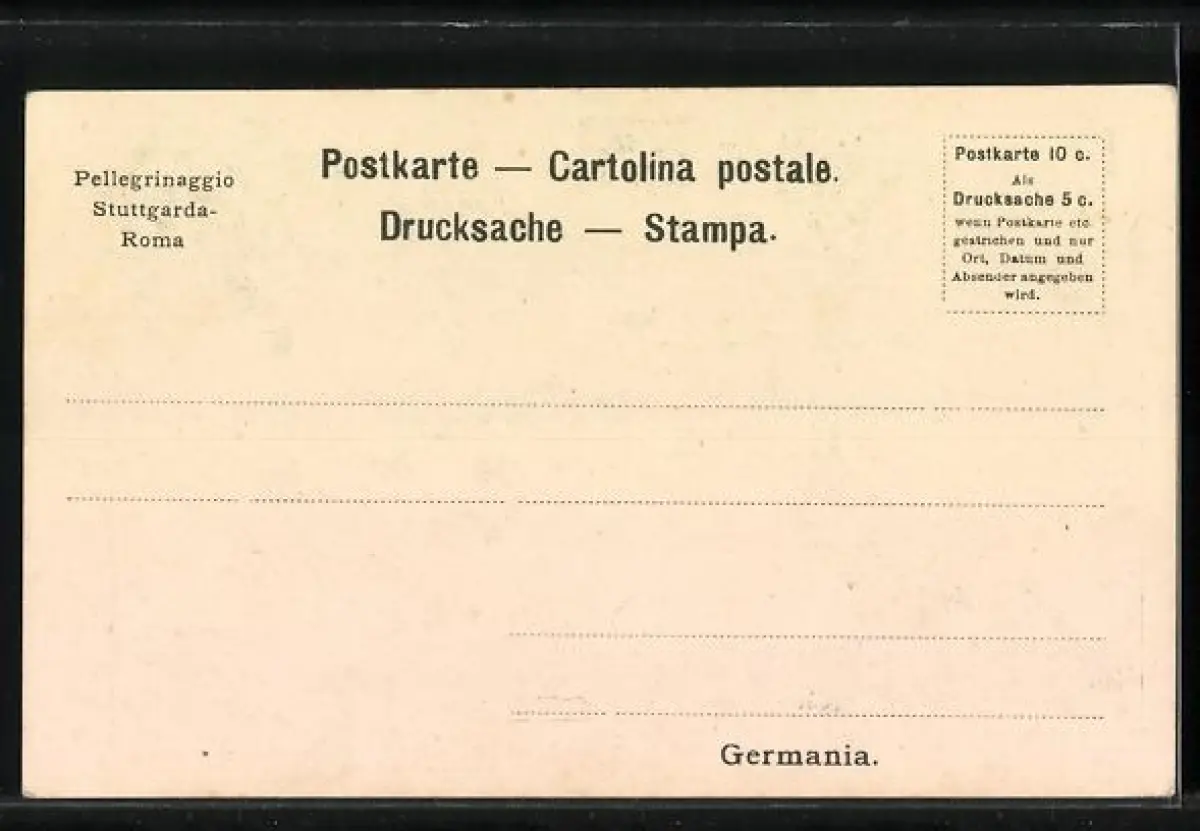 Pellegrinaggio
Stuttgarda-
Roma
Postkarte — Cartolina postale.
Drucksache — Stampa.
Postkarte 10 c.
Als
Drucksache 5 c.
wenn Postkarte etc.
gestrichen und nur
Ort, Datum und
Absender angegeben
wird.
Germania.